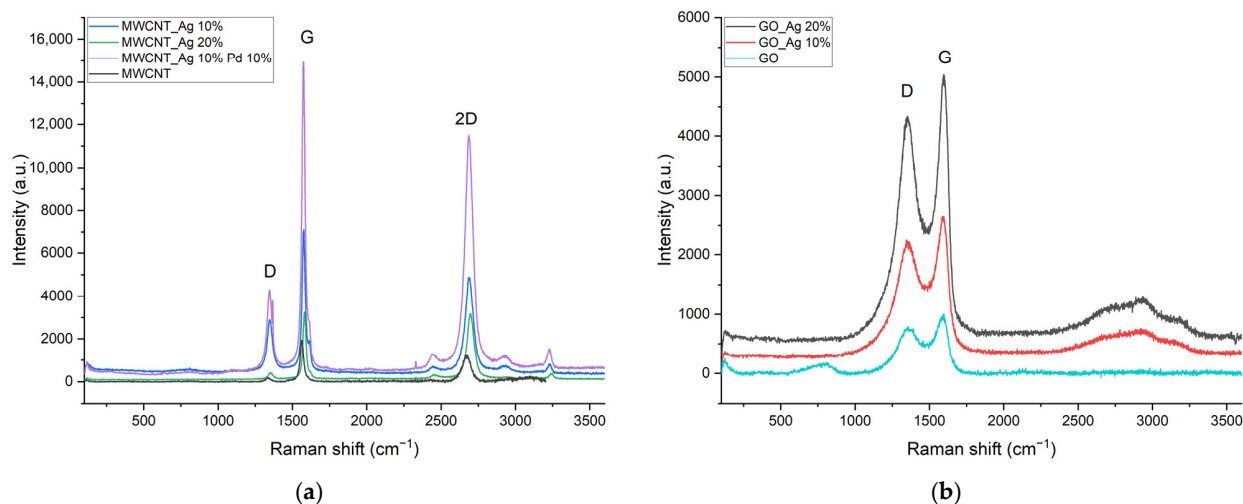 MWCNT_Ag 10%
MWCNT_Ag 20%
MWCNT_Ag 10% Pd 10%
MWCNT
G
D
2D
16,000
14,000
12,000
10,000
8000
6000
4000
2000
0
Intensity (a.u.)
500 1000 1500 2000 2500 3000 3500
Raman shift (cm⁻¹)
(a)
GO_Ag 20%
GO_Ag 10%
GO
D
G
6000
5000
4000
3000
2000
1000
0
Intensity (a.u.)
500 1000 1500 2000 2500 3000 3500
Raman shift (cm⁻¹)
(b)